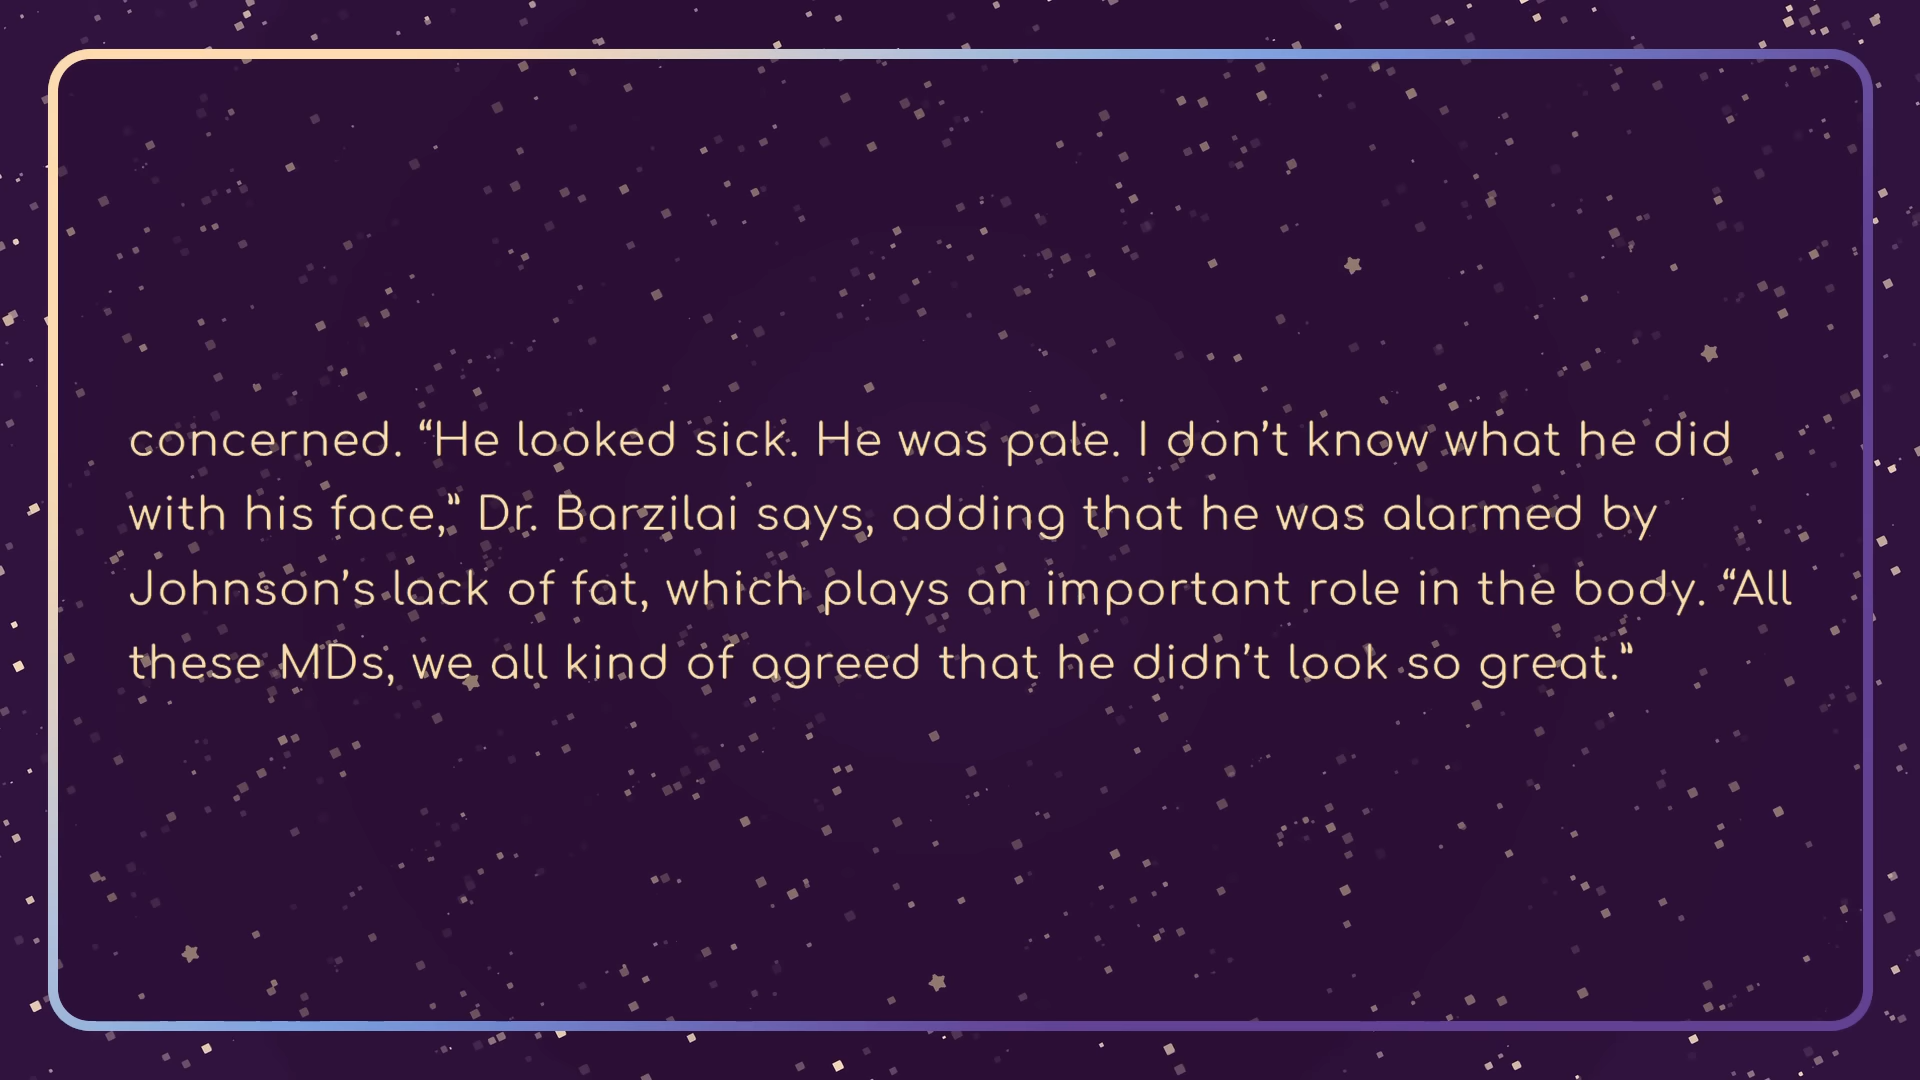 concerned. “He looked sick. He was pale. I don’t know what he did
with his face,” Dr. Barzilai says, adding that he was alarmed by
Johnson’s lack of fat, which plays an important role in the body. “All
these MDs, we all kind of agreed that he didn’t look so great.”